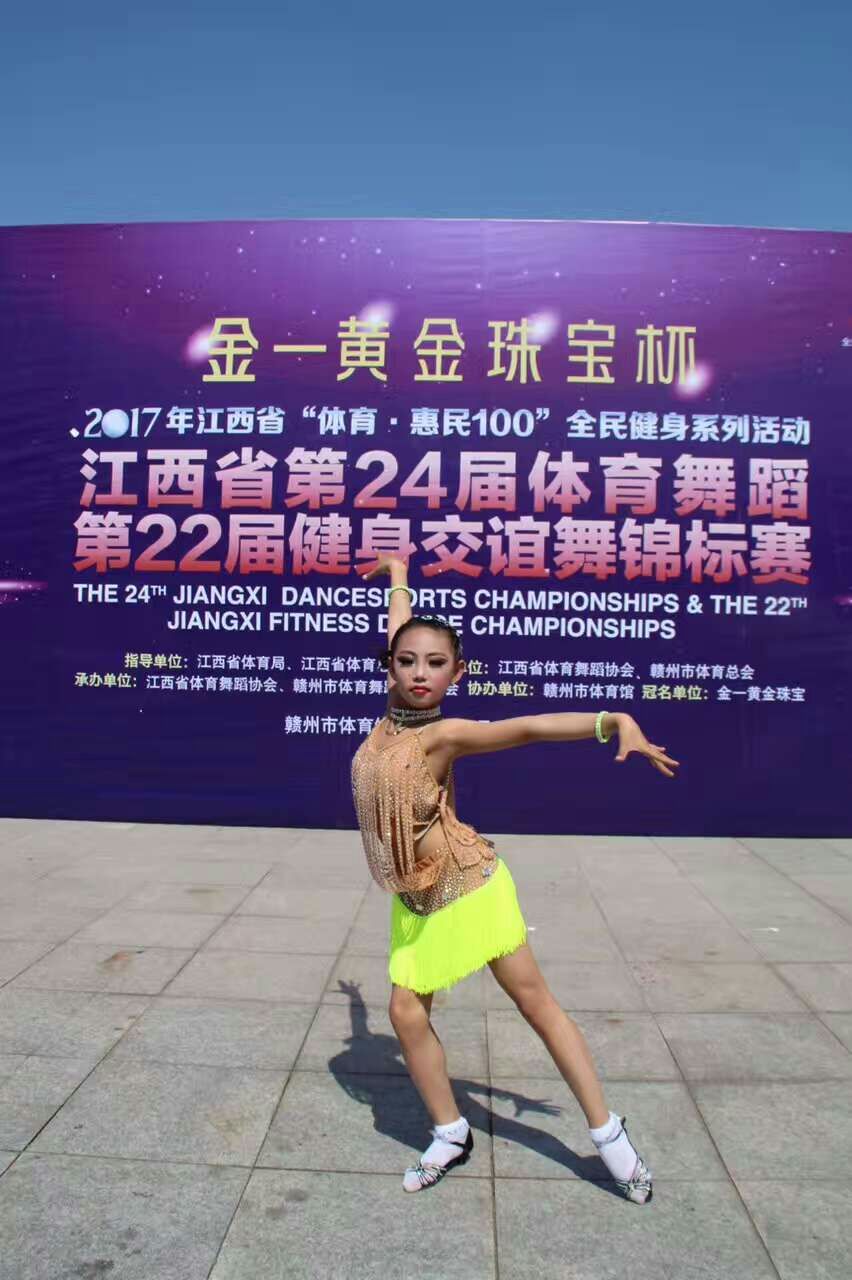 金一黄金珠宝杯
全
2017年江西省“体育·惠民100”全民健身系列活动
江西省第24届体育舞蹈
第22届健身交谊舞锦标赛
THE 24TH JIANGXI DANCESPORTS CHAMPIONSHIPS & THE 22TH
JIANGXI FITNESS D CHAMPIONSHIPS
指导单位：江西省体育局、江西省体育总 位：江西省体育舞蹈协会、赣州市体育总会
承办单位：江西省体育舞蹈协会、赣州市体育舞 会 协办单位：赣州市体育馆 冠名单位：金一黄金珠宝
赣州市体育